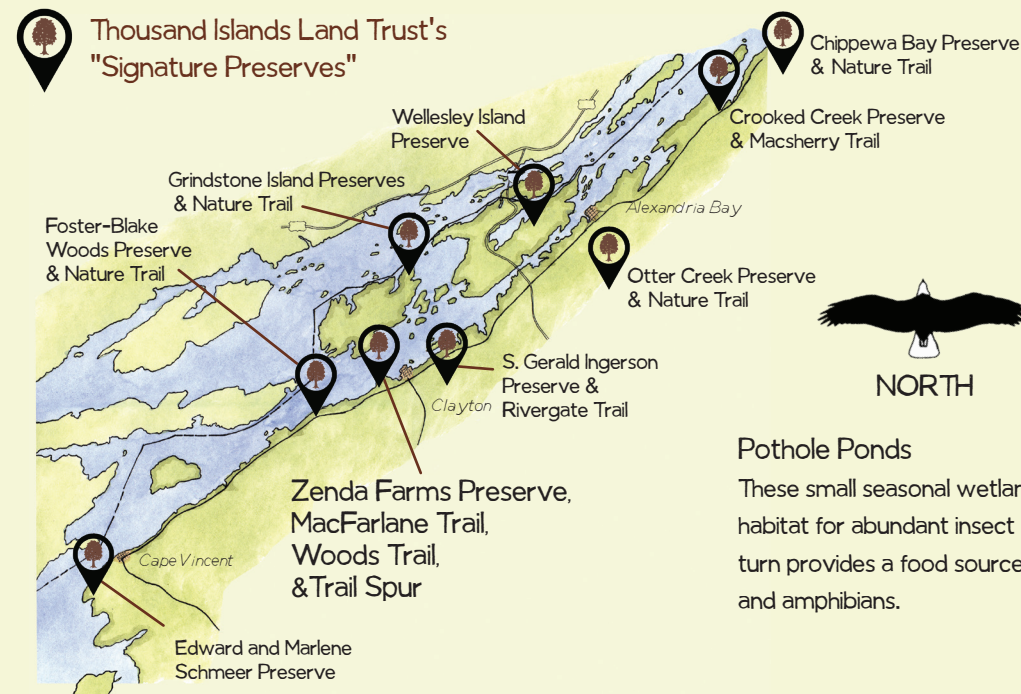 Thousand Islands Land Trust's
"Signature Preserves"
Chippewa Bay Preserve
& Nature Trail
Crooked Creek Preserve
& Macsherry Trail
Wellesley Island
Preserve
Grindstone Island Preserves
& Nature Trail
Alexandria Bay
Foster-Blake
Woods Preserve
& Nature Trail
Otter Creek Preserve
& Nature Trail
S. Gerald Ingerson
Preserve &
Rivergate Trail
Clayton
NORTH
Zenda Farms Preserve,
MacFarlane Trail,
Woods Trail,
&Trail Spur
Cape Vincent
Edward and Marlene
Schmeer Preserve
Pothole Ponds
These small seasonal
habitat for abundant insect
turn provides a food source
and amphibians.